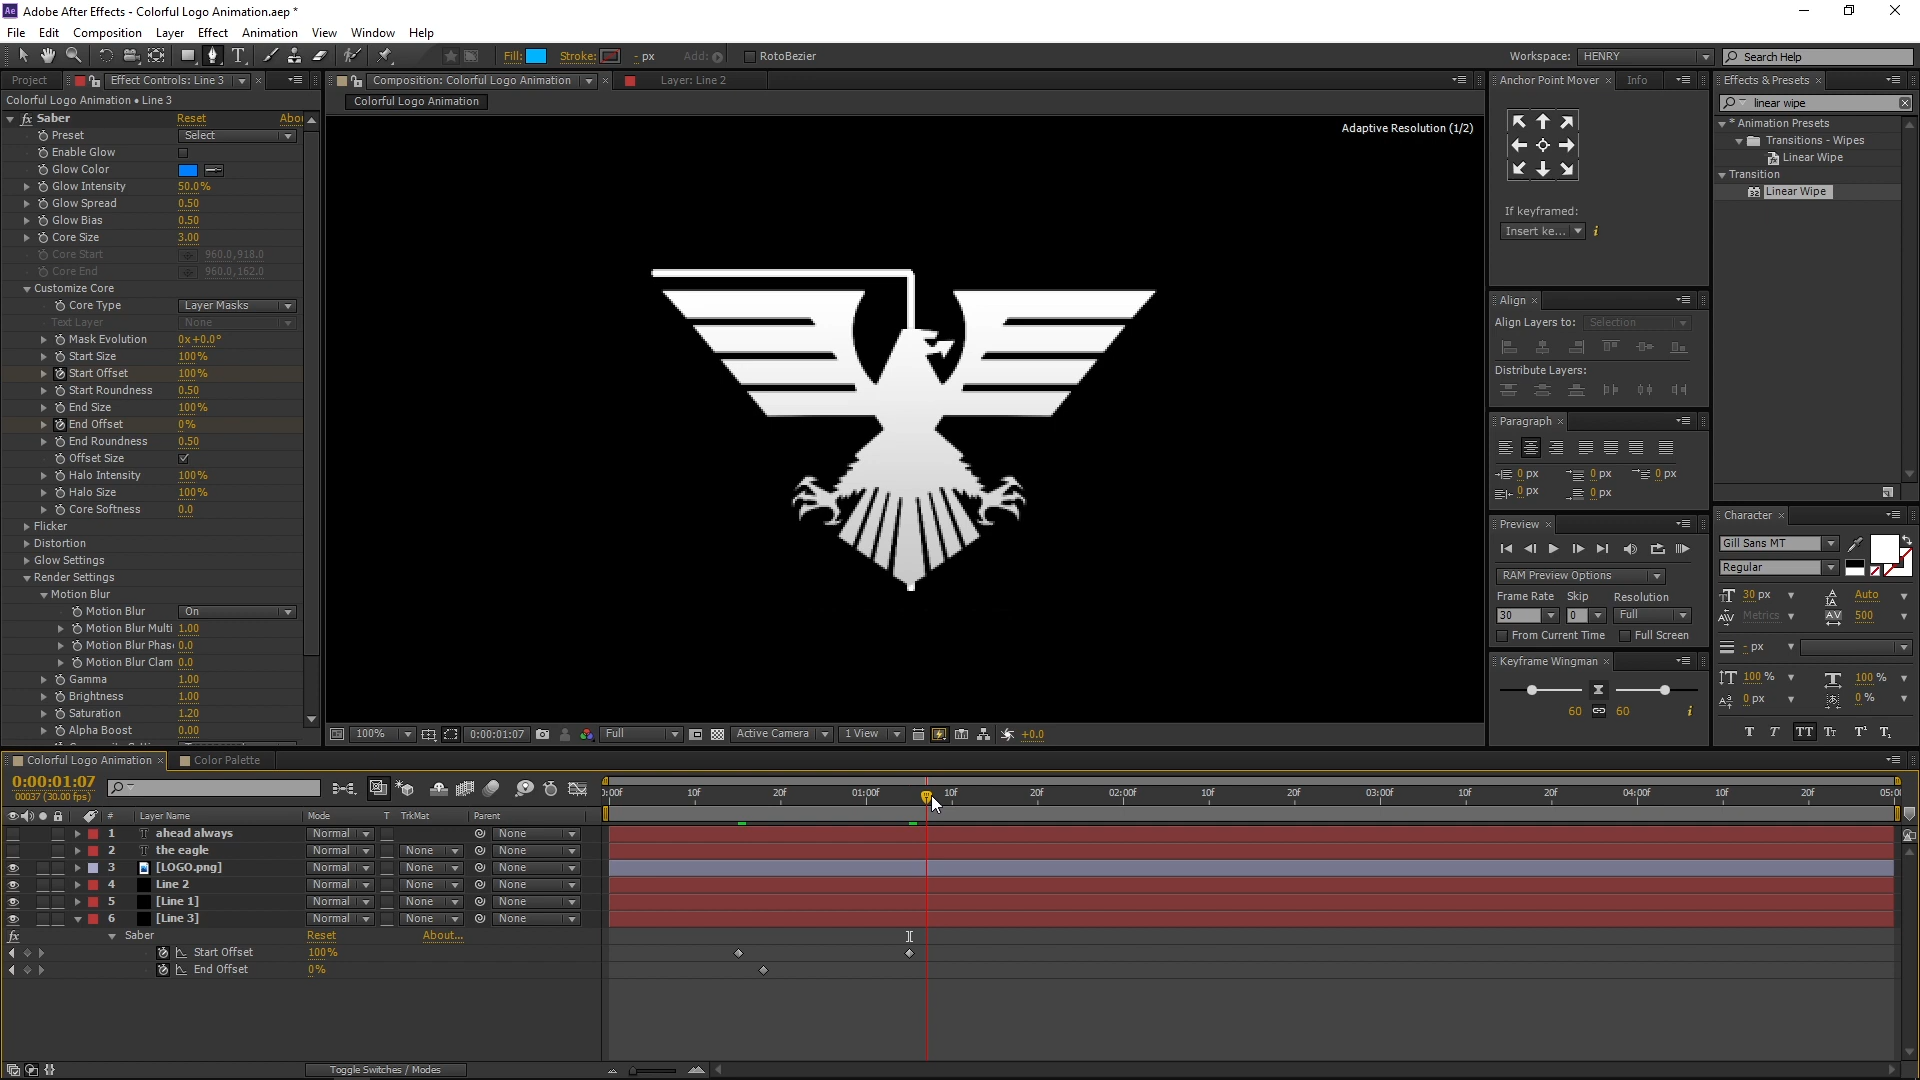 Adobe After Effects - Colorful Logo Animation.aep *
File Edit Composition Layer Effect Animation View Window Help
Fill: Stroke: - px Add: RotoBezier Workspace: HENRY Search Help
Project Effect Controls: Line 3 Composition: Colorful Logo Animation Layer: Line 2 Anchor Point Mover Info Effects & Presets
Colorful Logo Animation • Line 3
Colorful Logo Animation
linear wipe
Saber Reset Abou
Preset Select
Enable Glow
Glow Color
Glow Intensity 50.0%
Glow Spread 0.50
Glow Bias 0.50
Core Size 3.00
Core Start 960.0,918.0
Core End 960.0,162.0
Customize Core
Core Type Layer Masks
Text Layer None
Mask Evolution 0x+0.0°
Start Size 100%
Start Offset 100%
Start Roundness 0.50
End Size 100%
End Offset 0%
End Roundness 0.50
Offset Size
Halo Intensity 100%
Halo Size 100%
Core Softness 0.0
Flicker
Distortion
Glow Settings
Render Settings
Motion Blur
Motion Blur On
Motion Blur Multi 1.00
Motion Blur Phas 0.0
Motion Blur Clam 0.0
Gamma 1.00
Brightness 1.00
Saturation 1.20
Alpha Boost 0.00
Adaptive Resolution (1/2)
100% 0:00:01:07 Full Active Camera 1 View +0.0
If keyframed:
Insert ke... i
Align
Align Layers to: Selection
Distribute Layers:
Paragraph
0 px 0 px 0 px
0 px 0 px
Preview
RAM Preview Options
Frame Rate Skip Resolution
30 0 Full
From Current Time Full Screen
Keyframe Wingman
60 60 i
* Animation Presets
Transitions - Wipes
Linear Wipe
Transition
Linear Wipe
Character
Gill Sans MT
Regular
30 px Auto
Metrics 500
- px
100 % 100 %
0 px 0 %
T T TT Tт T¹ T₁
Colorful Logo Animation Color Palette
0:00:01:07
00037 (30.00 fps)
:00f 10f 20f 01:00f 10f 20f 02:00f 10f 20f 03:00f 10f 20f 04:00f 10f 20f 05:0
# Layer Name Mode T TrkMat Parent
1 T ahead always Normal None
2 T the eagle Normal None None
3 [LOGO.png] Normal None None
4 Line 2 Normal None None
5 [Line 1] Normal None None
6 [Line 3] Normal None None
fx Saber Reset About...
Start Offset 100%
End Offset 0%
Toggle Switches / Modes